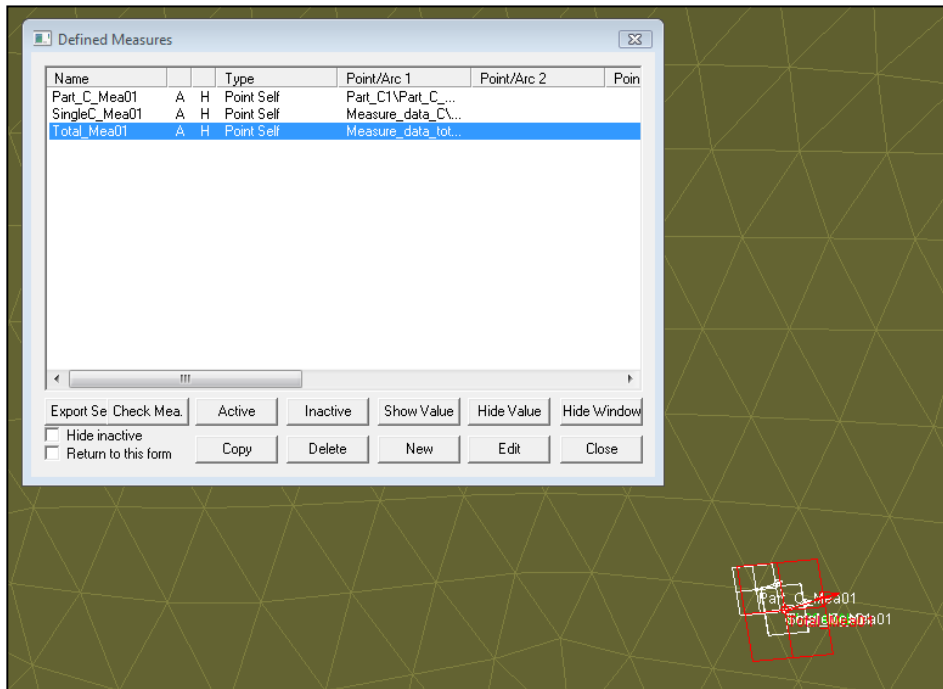 Defined Measures
Name Type Point/Arc 1 Point/Arc 2 Poin
Part_C_Mea01 A H Point Self Part_C1\Part_C_...
SingleC_Mea01 A H Point Self Measure_data_C\...
Total_Mea01 A H Point Self Measure_data_tot...
Export Se Check Mea. Active Inactive Show Value Hide Value Hide Window
Hide inactive
Return to this form
Copy Delete New Edit Close
Part_C_Mea01